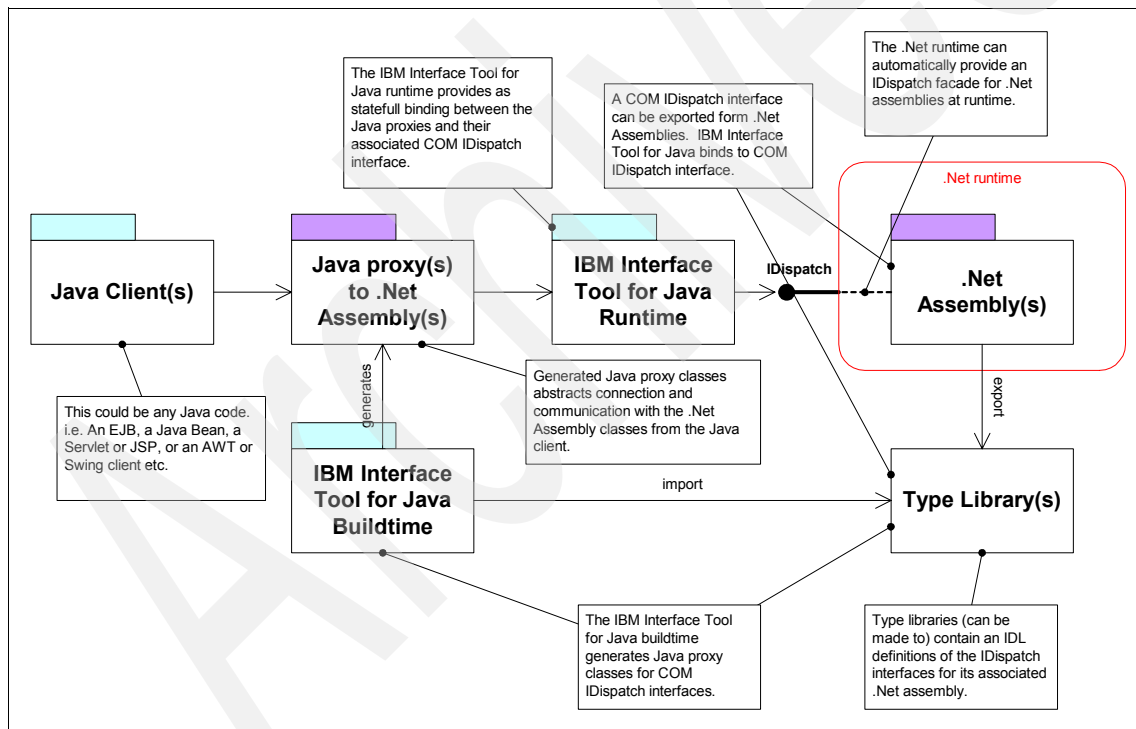 The .Net runtime can
automatically provide an
IDispatch facade for .Net
assemblies at runtime.
The IBM Interface Tool for
Java runtime provides as
statefull binding between the
Java proxies and their
associated COM IDispatch
interface.
A COM IDispatch interface
can be exported form .Net
Assemblies. IBM Interface
Tool for Java binds to COM
IDispatch interface.
.Net runtime
Java Client(s)
Java proxy(s)
to .Net
Assembly(s)
IBM Interface
Tool for Java
Runtime
IDispatch
.Net
Assembly(s)
generates
export
This could be any Java code.
i.e. An EJB, a Java Bean, a
Servlet or JSP, or an AWT or
Swing client etc.
Generated Java proxy classes
abstracts connection and
communication with the .Net
Assembly classes from the Java
client.
IBM Interface
Tool for Java
Buildtime
import
Type Library(s)
The IBM Interface Tool
for Java buildtime
generates Java proxy
classes for COM
IDispatch interfaces.
Type libraries (can be
made to) contain an IDL
definitions of the IDispatch
interfaces for its associated
.Net assembly.
Archive